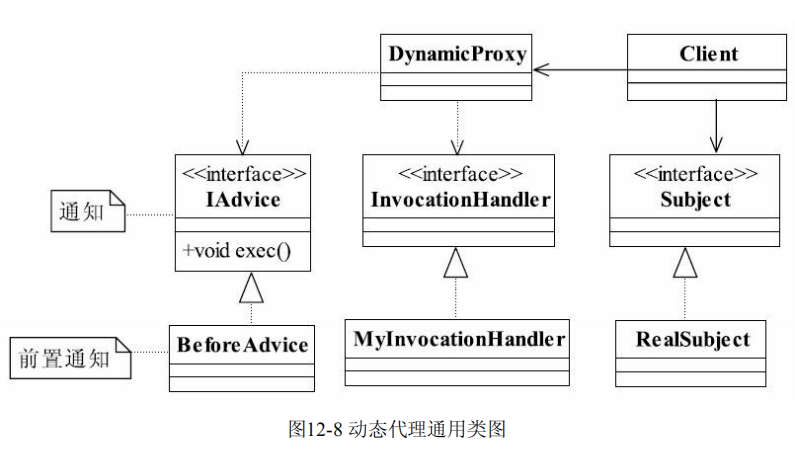 DynamicProxy
Client
<<interface>>
IAdvice
+void exec()
<<interface>>
InvocationHandler
<<interface>>
Subject
通知
BeforeAdvice
MyInvocationHandler
RealSubject
前置通知
图12-8 动态代理通用类图